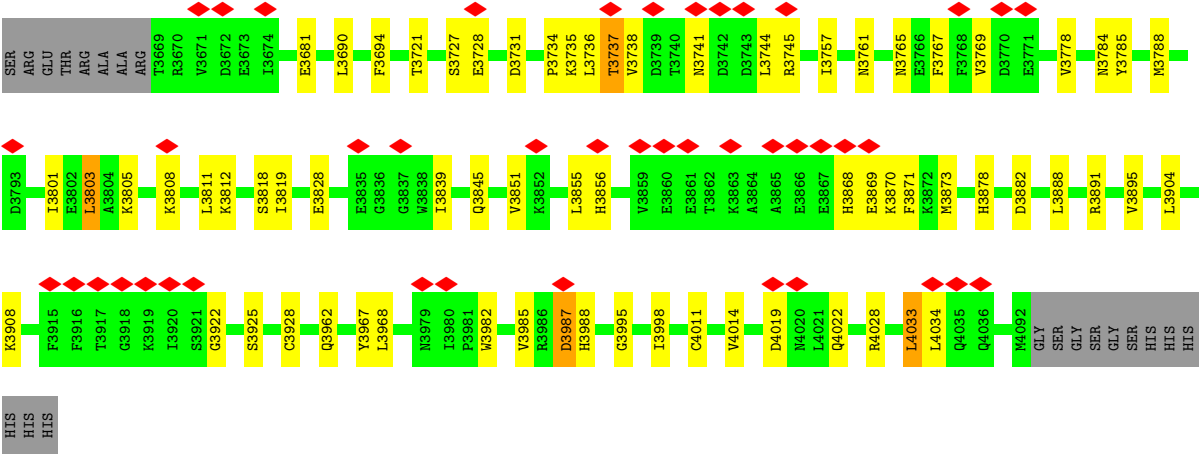 SER ARG GLU THR ARG ALA ALA ARG T3669 R3670 V3671 D3672 E3673 I3674 E3681 L3690 F3694 T3721 S3727 E3728 D3731 P3734 K3735 L3736 T3737 V3738 D3739 T3740 N3741 D3742 D3743 L3744 R3745 I3757 N3761 N3765 E3766 F3767 F3768 V3769 D3770 E3771 V3778 N3784 Y3785 M3788
D3793 I3801 E3802 L3803 A3804 K3805 K3808 L3811 K3812 S3818 I3819 E3828 E3835 G3836 G3837 W3838 I3839 Q3845 V3851 K3852 L3855 H3856 V3859 E3860 E3861 T3862 K3863 A3864 A3865 E3866 E3867 H3868 E3869 K3870 F3871 K3872 M3873 H3878 D3882 L3888 R3891 V3895 L3904
K3908 F3915 F3916 T3917 G3918 K3919 I3920 S3921 G3922 S3925 C3928 Q3962 Y3967 L3968 N3979 I3980 P3981 W3982 V3985 R3986 D3987 H3988 G3995 I3998 C4011 V4014 D4019 N4020 L4021 Q4022 R4028 L4033 L4034 Q4035 Q4036 M4092 GLY SER GLY SER GLY SER HIS HIS HIS
HIS HIS HIS